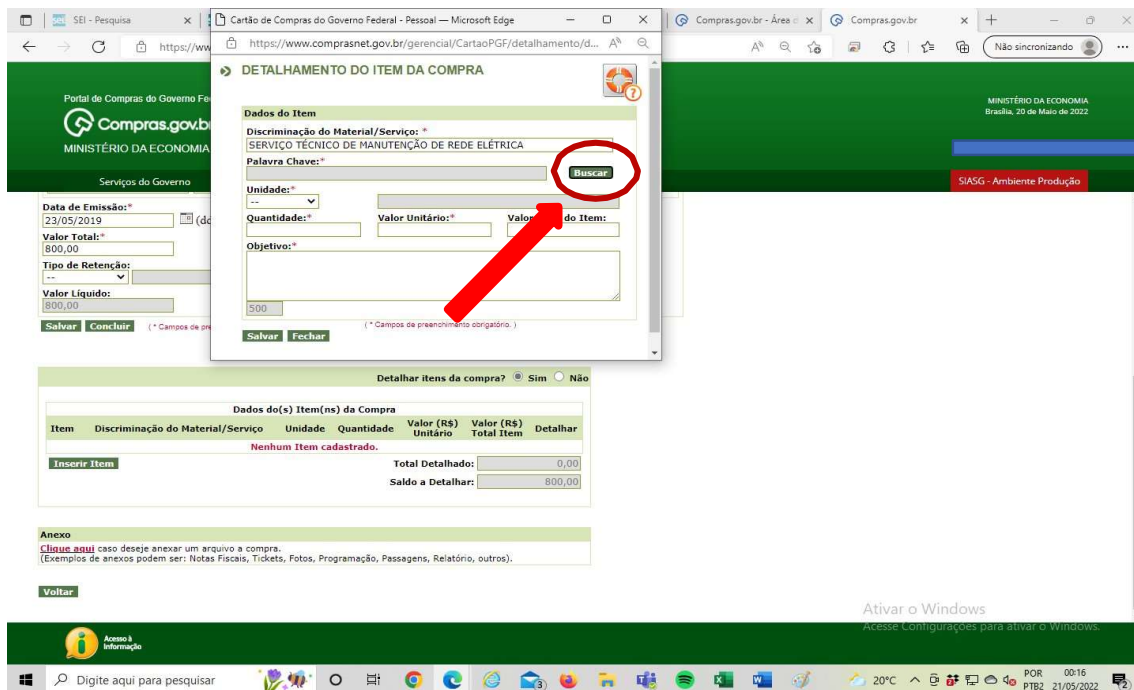 SEI - Pesquisa
Cartão de Compras do Governo Federal - Pessoal — Microsoft Edge
Compras.gov.br - Área d
Compras.gov.br
https://ww
https://www.comprasnet.gov.br/gerencial/CartaoPGF/detalhamento/d...
Não sincronizando
Portal de Compras do Governo Fe
Compras.gov.b
MINISTÉRIO DA ECONOMIA
MINISTÉRIO DA ECONOMIA
Brasília, 20 de Maio de 2022
Serviços do Governo
SIASG - Ambiente Produção
DETALHAMENTO DO ITEM DA COMPRA
Dados do Item
Discriminação do Material/Serviço: *
SERVIÇO TÉCNICO DE MANUTENÇÃO DE REDE ELÉTRICA
Palavra Chave:*
Buscar
Unidade:*
--
Quantidade:* Valor Unitário:* Valor do Item:
Objetivo:*
500
( * Campos de preenchimento obrigatório. )
Salvar Fechar
Data de Emissão:*
23/05/2019 (dd
Valor Total:*
800,00
Tipo de Retenção:
--
Valor Líquido:
800,00
Salvar Concluir ( * Campos de pre
Detalhar itens da compra? Sim Não
Dados do(s) Item(ns) da Compra
Item Discriminação do Material/Serviço Unidade Quantidade Valor (R$) Unitário Valor (R$) Total Item Detalhar
Nenhum Item cadastrado.
Inserir Item Total Detalhado: 0,00
Saldo a Detalhar: 800,00
Anexo
Clique aqui caso deseje anexar um arquivo a compra.
(Exemplos de anexos podem ser: Notas Fiscais, Tickets, Fotos, Programação, Passagens, Relatório, outros).
Voltar
Ativar o Windows
Acesse Configurações para ativar o Windows.
Acesso à
Informação
Digite aqui para pesquisar
20°C
POR
PTB2
00:16
21/05/2022